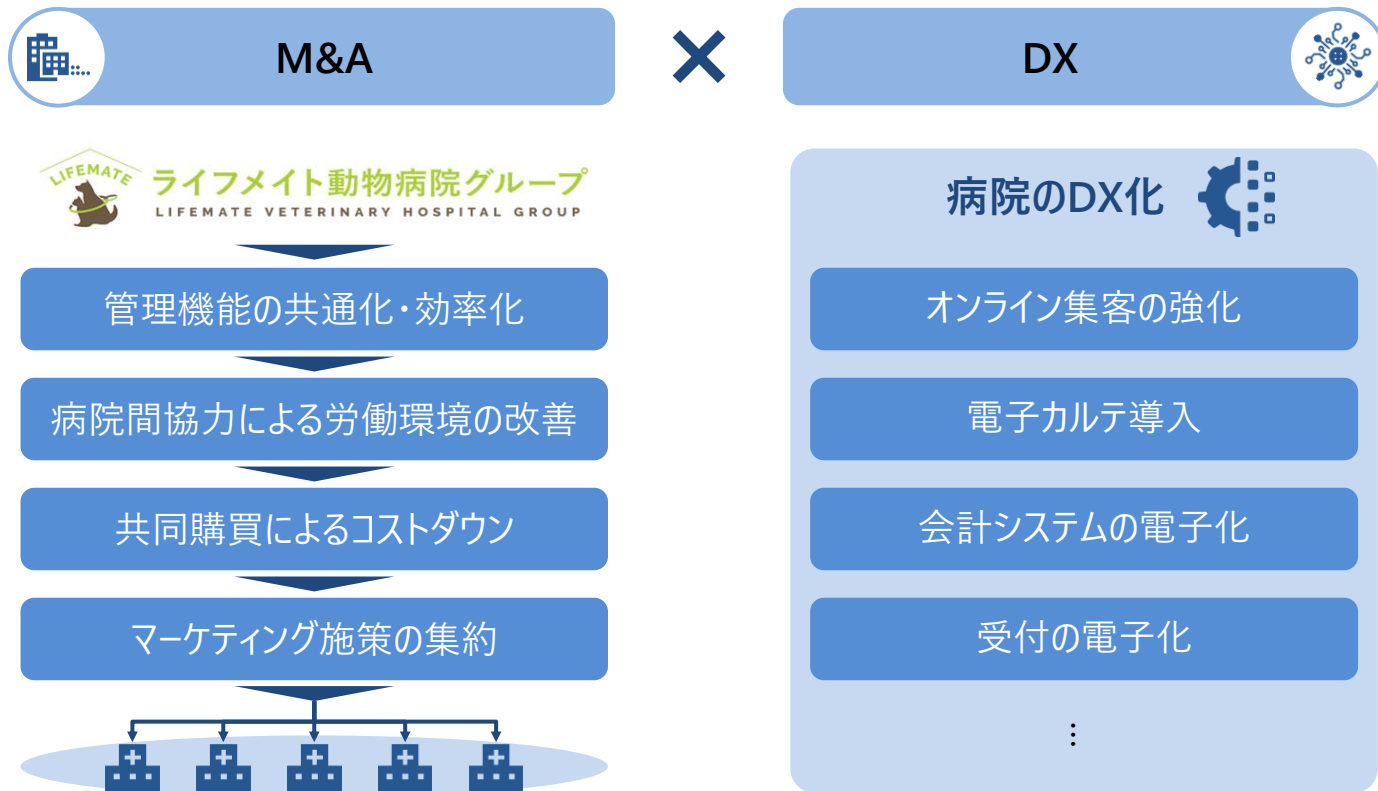 M&A
×
DX
LIFEMATE
ライフメイト動物病院グループ
LIFEMATE VETERINARY HOSPITAL GROUP
管理機能の共通化・効率化
病院間協力による労働環境の改善
共同購買によるコストダウン
マーケティング施策の集約
病院のDX化
オンライン集客の強化
電子カルテ導入
会計システムの電子化
受付の電子化
…